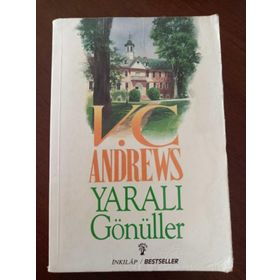 V.C
ANDREWS
YARALI
Gönüller
İNKILÂP / BESTSELLER